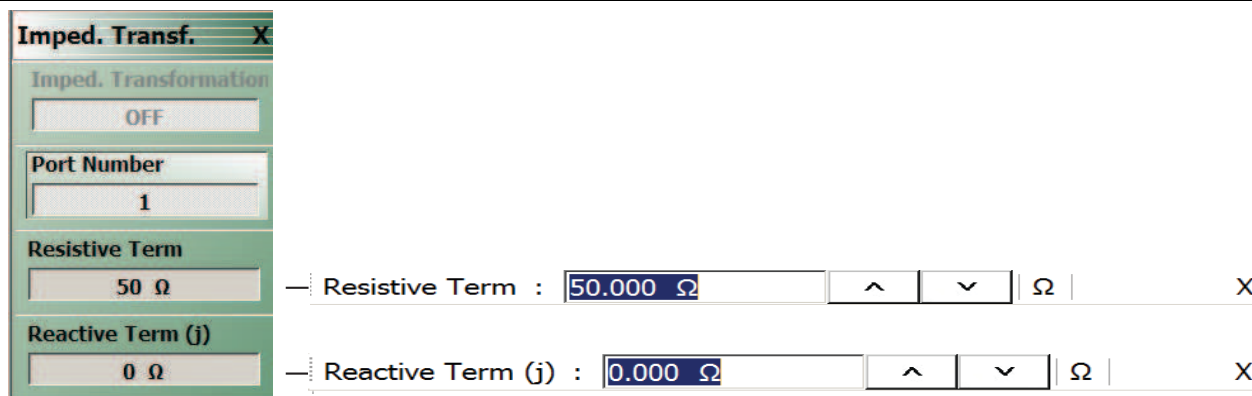 Imped. Transf. X
Imped. Transformation
OFF
Port Number
1
Resistive Term
50 Ω
Resistive Term : 50.000 Ω Ω X
Reactive Term (j)
0 Ω
Reactive Term (j) : 0.000 Ω Ω X